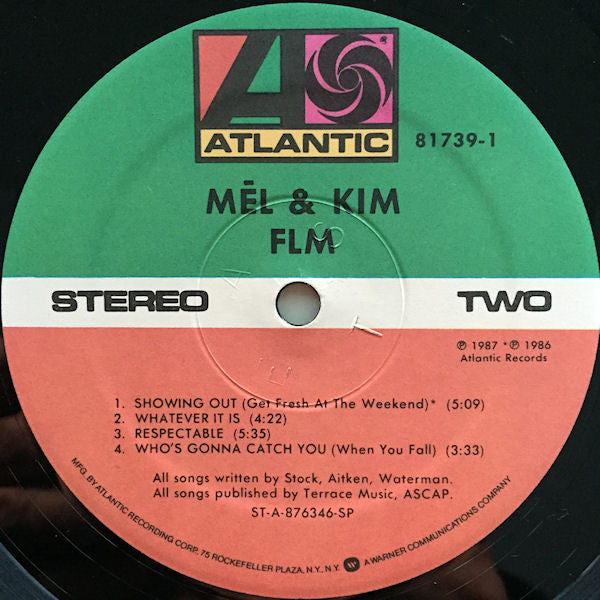 ATLANTIC
81739-1
MĒL & KIM
FLM
STEREO
TWO
℗ 1987 *℗ 1986
Atlantic Records
1. SHOWING OUT (Get Fresh At The Weekend)* (5:09)
2. WHATEVER IT IS (4:22)
3. RESPECTABLE (5:35)
4. WHO'S GONNA CATCH YOU (When You Fall) (3:33)
All songs written by Stock, Aitken, Waterman.
All songs published by Terrace Music, ASCAP.
ST-A-876346-SP
MFG. BY ATLANTIC RECORDING CORP. 75 ROCKEFELLER PLAZA, N.Y., N.Y. A WARNER COMMUNICATIONS COMPANY